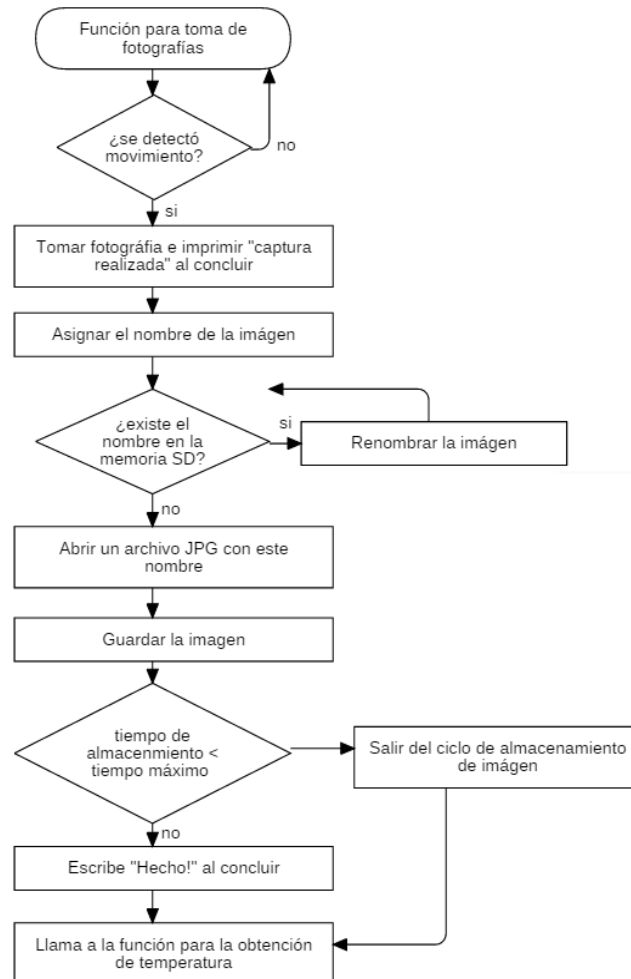 Función para toma de
fotografías
¿se detectó
movimiento?
no
si
Tomar fotográfia e imprimir "captura
realizada" al concluir
Asignar el nombre de la imágen
¿existe el
nombre en la
memoria SD?
si
Renombrar la imágen
no
Abrir un archivo JPG con este
nombre
Guardar la imagen
tiempo de
almacenmiento <
tiempo máximo
Salir del ciclo de almacenamiento
de imágen
no
Escribe "Hecho!" al concluir
Llama a la función para la obtención
de temperatura